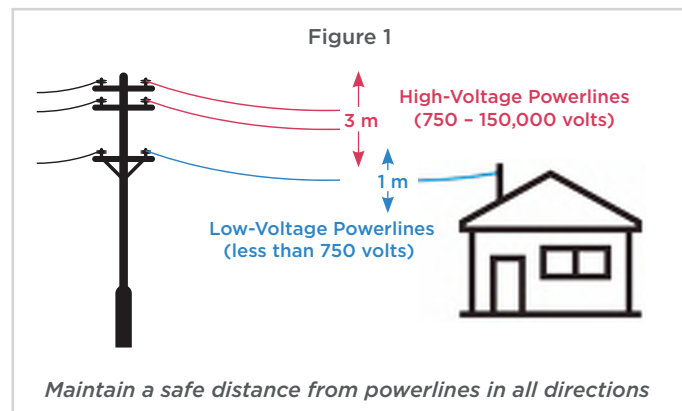 Figure 1
High-Voltage Powerlines
(750 – 150,000 volts)
3 m
1 m
Low-Voltage Powerlines
(less than 750 volts)
Maintain a safe distance from powerlines in all directions